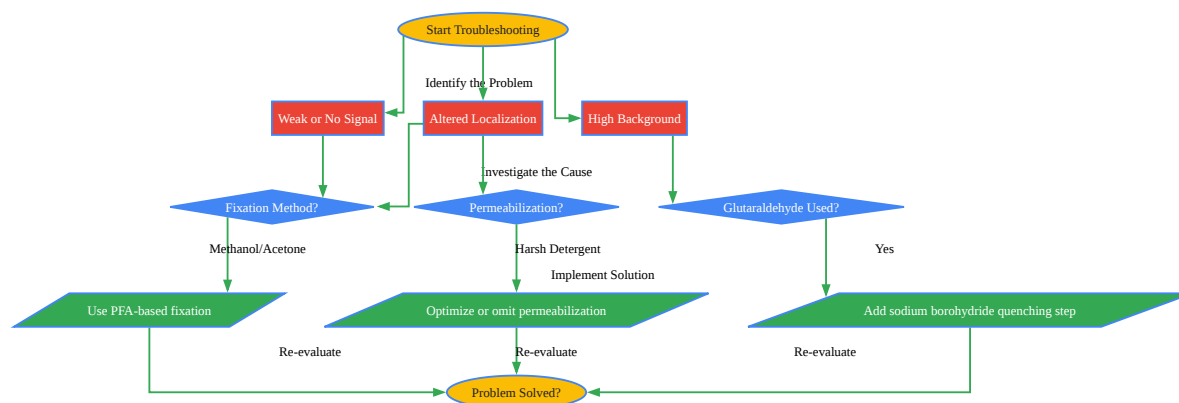 Start Troubleshooting
Identify the Problem
Weak or No Signal
Altered Localization
High Background
Investigate the Cause
Fixation Method?
Permeabilization?
Glutaraldehyde Used?
Methanol/Acetone
Harsh Detergent
Yes
Implement Solution
Use PFA-based fixation
Optimize or omit permeabilization
Add sodium borohydride quenching step
Re-evaluate
Re-evaluate
Re-evaluate
Problem Solved?